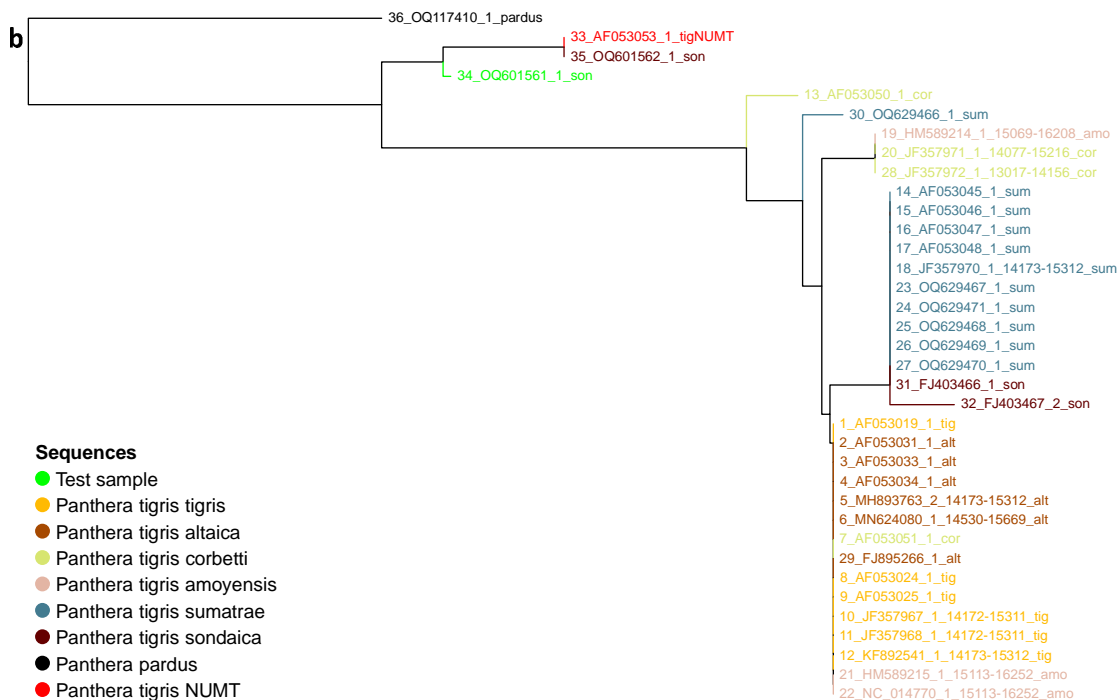 b
36_OQ117410_1_pardus
33_AF053053_1_tigNUMT
35_OQ601562_1_son
34_OQ601561_1_son
13_AF053050_1_cor
30_OQ629466_1_sum
19_HM589214_1_15069-16208_amo
20_JF357971_1_14077-15216_cor
28_JF357972_1_13017-14156_cor
14_AF053045_1_sum
15_AF053046_1_sum
16_AF053047_1_sum
17_AF053048_1_sum
18_JF357970_1_14173-15312_sum
23_OQ629467_1_sum
24_OQ629471_1_sum
25_OQ629468_1_sum
26_OQ629469_1_sum
27_OQ629470_1_sum
31_FJ403466_1_son
32_FJ403467_2_son
1_AF053019_1_tig
2_AF053031_1_alt
3_AF053033_1_alt
4_AF053034_1_alt
5_MH893763_2_14173-15312_alt
6_MN624080_1_14530-15669_alt
7_AF053051_1_cor
29_FJ895266_1_alt
8_AF053024_1_tig
9_AF053025_1_tig
10_JF357967_1_14172-15311_tig
11_JF357968_1_14172-15311_tig
12_KF892541_1_14173-15312_tig
21_HM589215_1_15113-16252_amo
22_NC_014770_1_15113-16252_amo
Sequences
Test sample
Panthera tigris tigris
Panthera tigris altaica
Panthera tigris corbetti
Panthera tigris amoyensis
Panthera tigris sumatrae
Panthera tigris sondaica
Panthera pardus
Panthera tigris NUMT